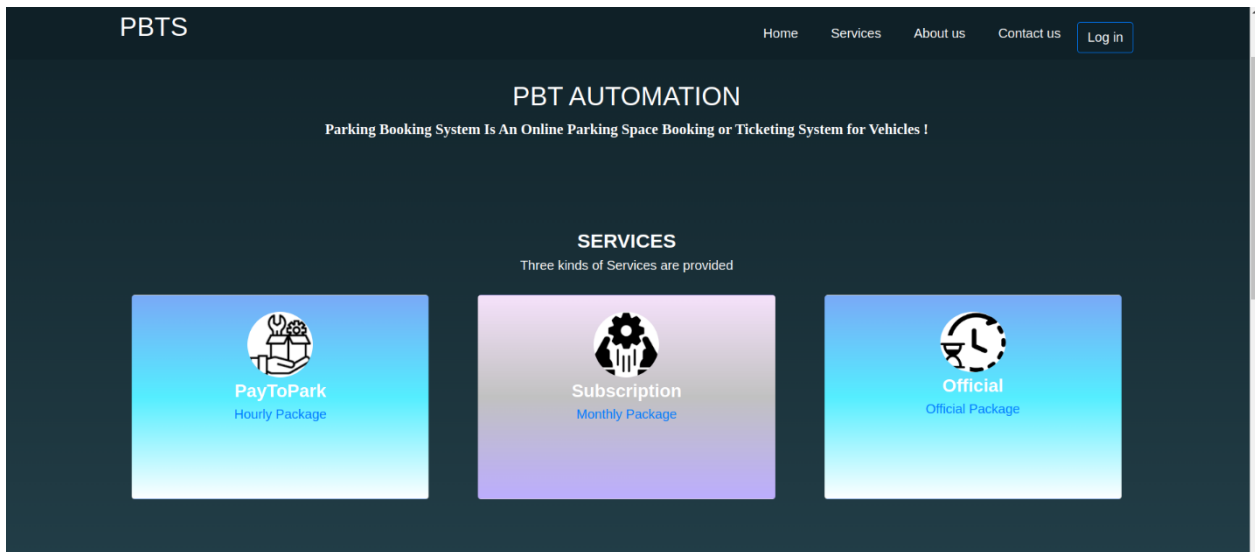 PBTS
Home Services About us Contact us Log in
PBT AUTOMATION
Parking Booking System Is An Online Parking Space Booking or Ticketing System for Vehicles !
SERVICES
Three kinds of Services are provided
PayToPark
Hourly Package
Subscription
Monthly Package
Official
Official Package